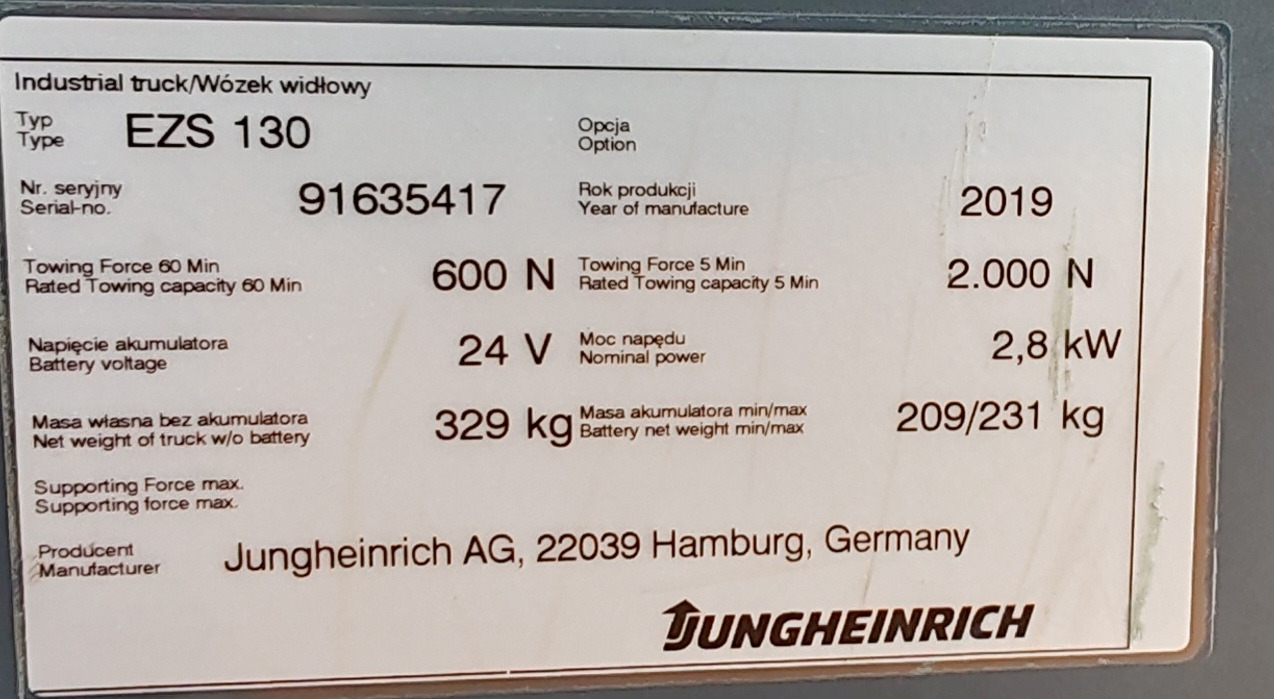 Industrial truck/Wózek widłowy
Typ
Type
EZS 130
Opcja
Option
Nr. seryjny
Serial-no.
91635417
Rok produkcji
Year of manufacture
2019
Towing Force 60 Min
Rated Towing capacity 60 Min
600 N
Towing Force 5 Min
Rated Towing capacity 5 Min
2.000 N
Napięcie akumulatora
Battery voltage
24 V
Moc napędu
Nominal power
2,8 kW
Masa własna bez akumulatora
Net weight of truck w/o battery
329 kg
Masa akumulatora min/max
Battery net weight min/max
209/231 kg
Supporting Force max.
Supporting force max.
Producent
Manufacturer
Jungheinrich AG, 22039 Hamburg, Germany
JUNGHEINRICH